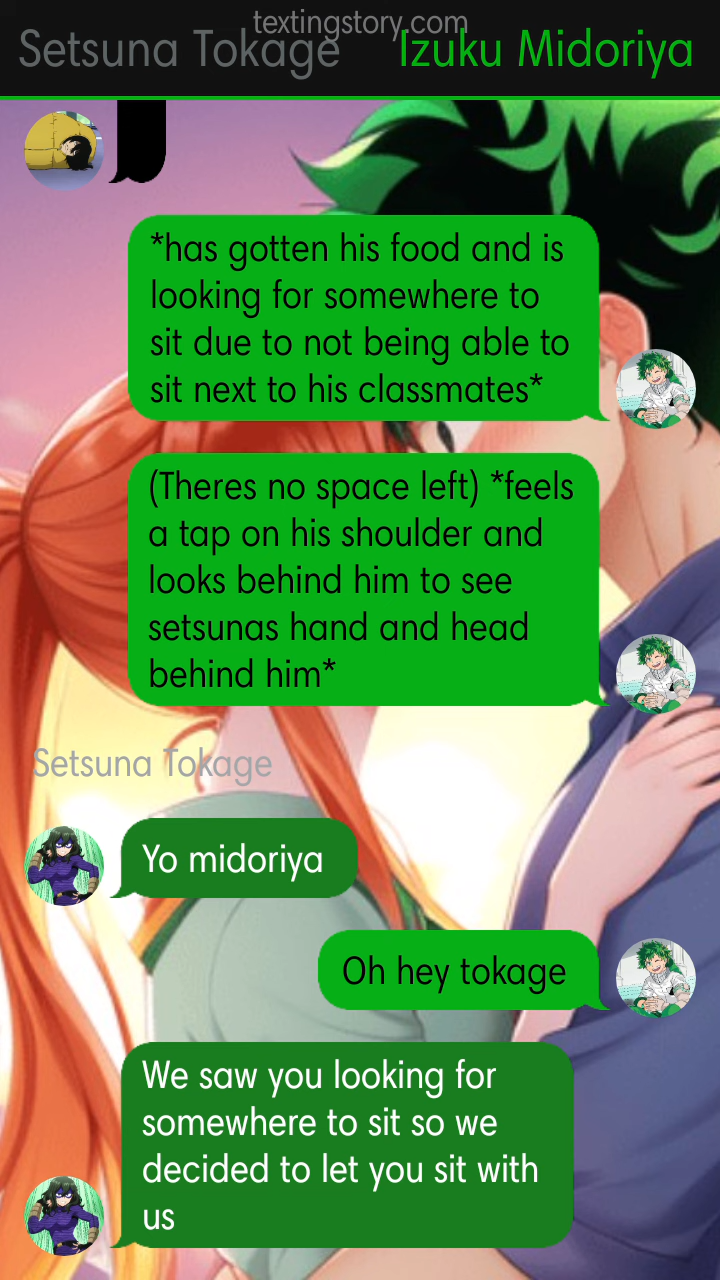 textingstory.com
Setsuna Tokage
Izuku Midoriya
*has gotten his food and is
looking for somewhere to
sit due to not being able to
sit next to his classmates*
(Theres no space left) *feels
a tap on his shoulder and
looks behind him to see
setsunas hand and head
behind him*
Setsuna Tokage
Yo midoriya
Oh hey tokage
We saw you looking for
somewhere to sit so we
decided to let you sit with
us